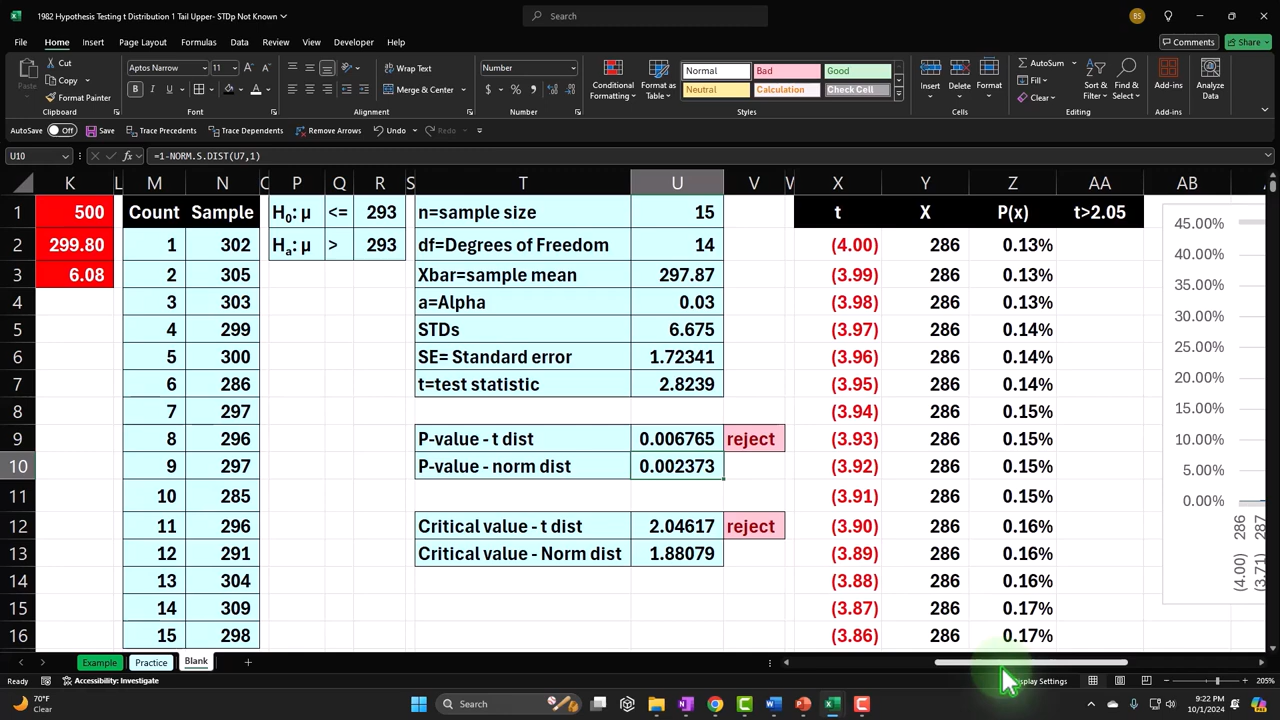 1982 Hypothesis Testing t Distribution 1 Tail Upper- STDp Not Known
Search
BS
File Home Insert Draw Page Layout Formulas Data Review View Developer Help
Comments Share
Cut
Copy
Format Painter
Paste
Clipboard
Aptos Narrow 11
Font
Wrap Text
Merge & Center
Alignment
Number
Number
Conditional Formatting
Format as Table
Normal Bad Good
Neutral Calculation Check Cell
Styles
Insert Delete Format
Cells
AutoSum
Fill
Clear
Sort & Filter
Find & Select
Editing
Add-ins
Add-ins
Analyze Data
AutoSave Off Save Trace Precedents Trace Dependents Remove Arrows Undo Redo
U10 fx =1-NORM.S.DIST(U7,1)
K L M N O P Q R S T U V W X Y Z AA AB
1 500 Count Sample H0: µ <= 293 n=sample size 15 t X P(x) t>2.05
2 299.80 1 302 Ha: µ > 293 df=Degrees of Freedom 14 (4.00) 286 0.13%
3 6.08 2 305 Xbar=sample mean 297.87 (3.99) 286 0.13%
4 3 303 a=Alpha 0.03 (3.98) 286 0.13%
5 4 299 STDs 6.675 (3.97) 286 0.14%
6 5 300 SE= Standard error 1.72341 (3.96) 286 0.14%
7 6 286 t=test statistic 2.8239 (3.95) 286 0.14%
8 7 297 (3.94) 286 0.15%
9 8 296 P-value - t dist 0.006765 reject (3.93) 286 0.15%
10 9 297 P-value - norm dist 0.002373 (3.92) 286 0.15%
11 10 285 (3.91) 286 0.15%
12 11 296 Critical value - t dist 2.04617 reject (3.90) 286 0.16%
13 12 291 Critical value - Norm dist 1.88079 (3.89) 286 0.16%
14 13 304 (3.88) 286 0.16%
15 14 309 (3.87) 286 0.17%
16 15 298 (3.86) 286 0.17%
45.00%
40.00%
35.00%
30.00%
25.00%
20.00%
15.00%
10.00%
5.00%
0.00%
286 287
(4.00) (3.71)
Example Practice Blank
Ready Accessibility: Investigate Display Settings 205%
70°F
Clear
Search
9:22 PM
10/1/2024